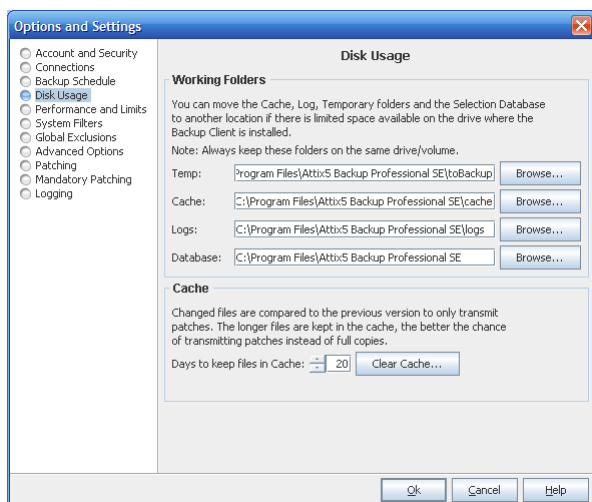 Options and Settings
Account and Security
Connections
Backup Schedule
Disk Usage
Performance and Limits
System Filters
Global Exclusions
Advanced Options
Patching
Mandatory Patching
Logging
Disk Usage
Working Folders
You can move the Cache, Log, Temporary folders and the Selection Database
to another location if there is limited space available on the drive where the
Backup Client is installed.
Note: Always keep these folders on the same drive/volume.
Temp: Program Files\Attix5 Backup Professional SE\toBackup Browse...
Cache: C:\Program Files\Attix5 Backup Professional SE\cache Browse...
Logs: C:\Program Files\Attix5 Backup Professional SE\logs Browse...
Database: C:\Program Files\Attix5 Backup Professional SE Browse...
Cache
Changed files are compared to the previous version to only transmit
patches. The longer files are kept in the cache, the better the chance
of transmitting patches instead of full copies.
Days to keep files in Cache: 20 Clear Cache...
Ok Cancel Help